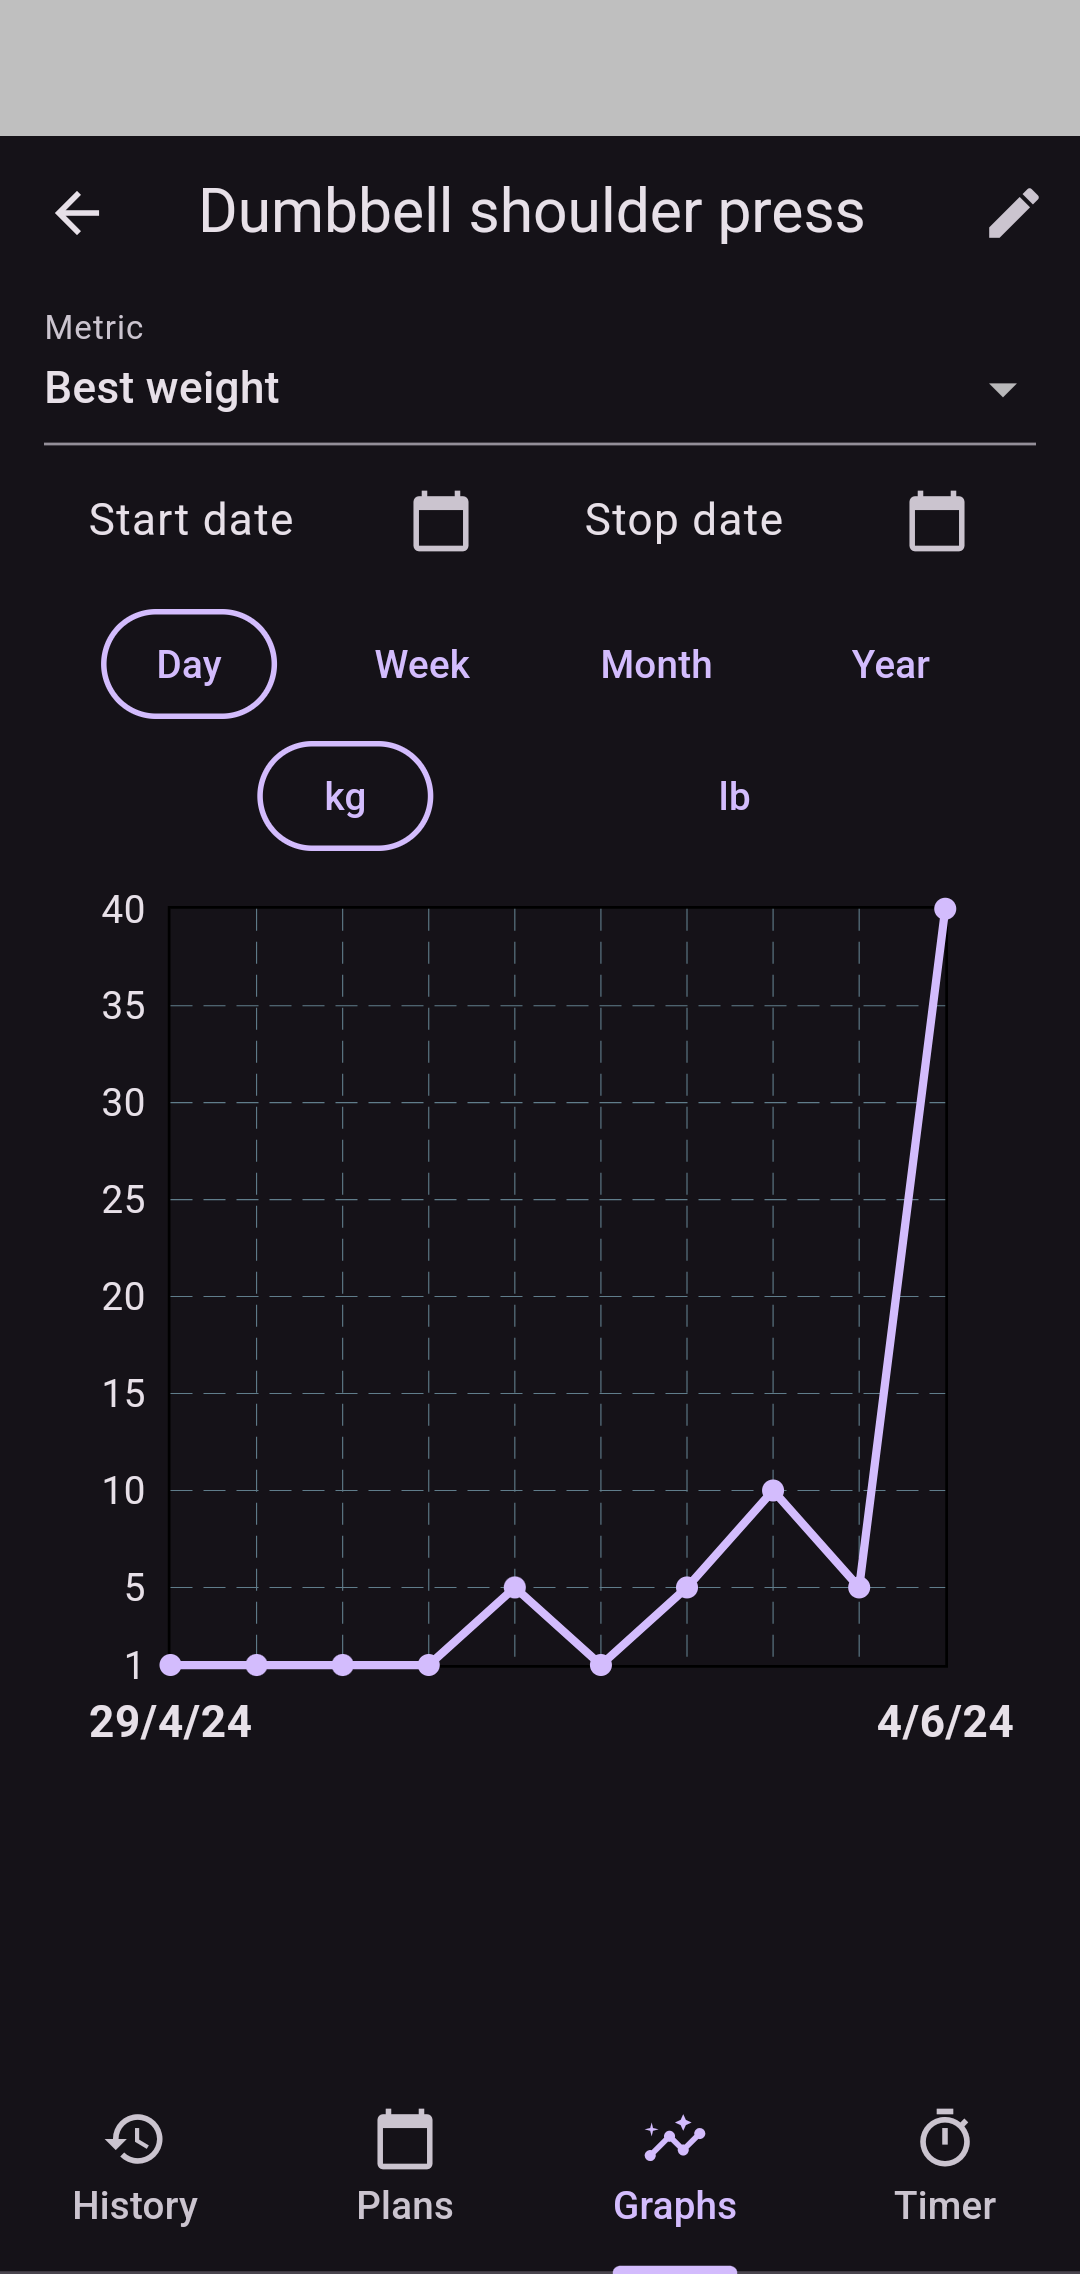 Dumbbell shoulder press
Metric
Best weight
Start date Stop date
Day Week Month Year
kg lb
40
35
30
25
20
15
10
5
1
29/4/24 4/6/24
History Plans Graphs Timer